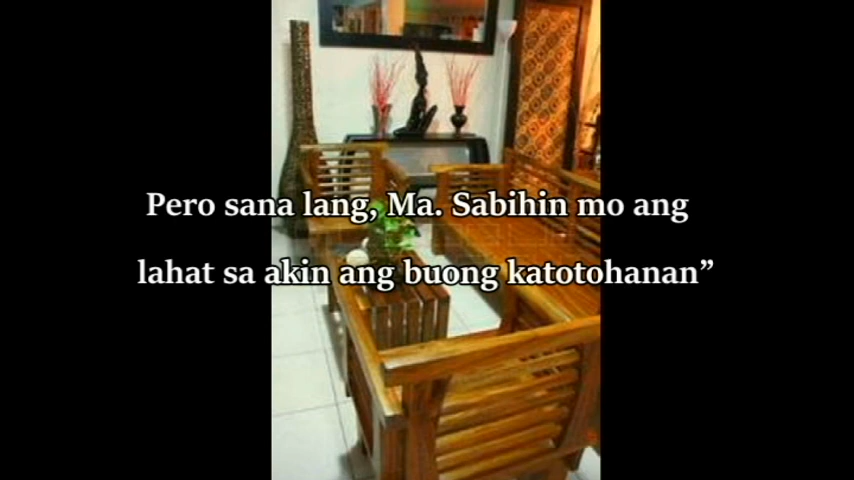 Pero sana lang, Ma. Sabihin mo ang
lahat sa akin ang buong katotohanan”